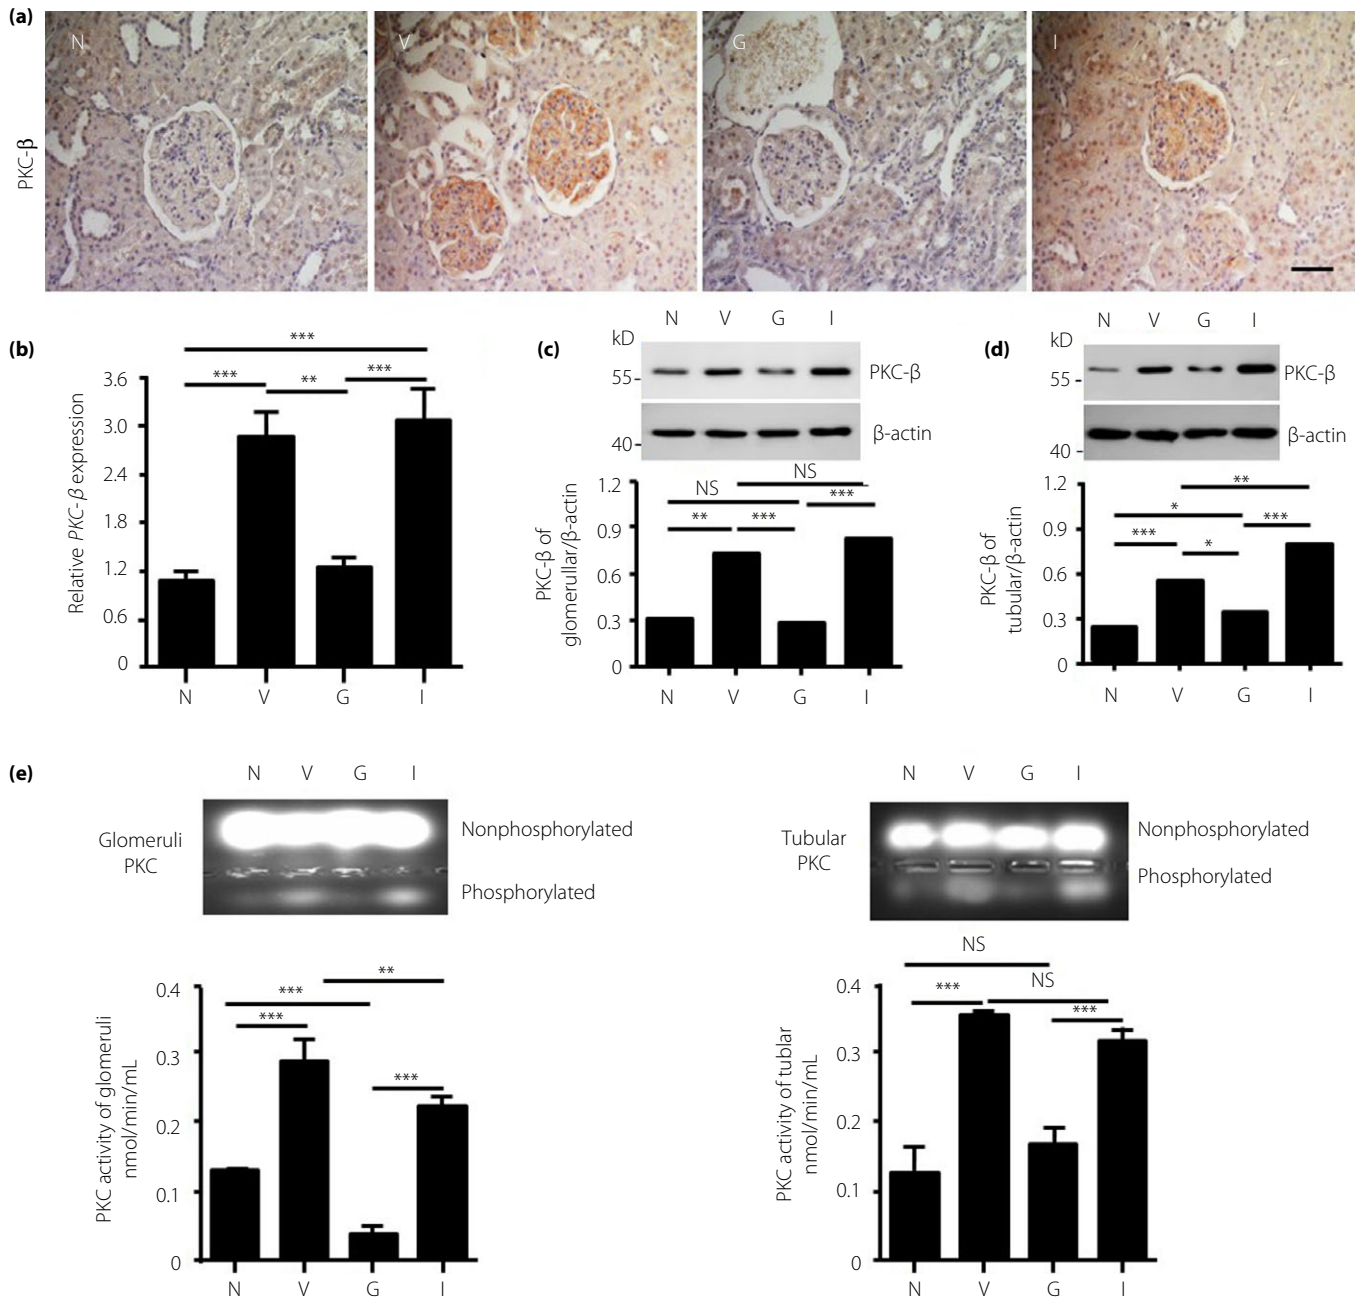 (a)
N
V
G
I
PKC-β
(b)
***
***
**
***
3.6
3.0
2.4
1.8
1.2
0.6
0
Relative PKC-β expression
N
V
G
I
(c)
N
V
G
I
kD
55
PKC-β
40
β-actin
NS
NS
***
**
***
1.2
0.9
0.6
0.3
0
PKC-β of
glomerullar/β-actin
N
V
G
I
(d)
N
V
G
I
kD
55
PKC-β
40
β-actin
**
*
***
***
*
1.2
0.9
0.6
0.3
0
PKC-β of
tubular/β-actin
N
V
G
I
(e)
N
V
G
I
Glomeruli
PKC
Nonphosphorylated
Phosphorylated
**
***
***
***
0.4
0.3
0.2
0.1
0
PKC activity of glomeruli
nmol/min/mL
N
V
G
I
N
V
G
I
Tubular
PKC
Nonphosphorylated
Phosphorylated
NS
***
NS
***
0.4
0.3
0.2
0.1
0
PKC activity of tublar
nmol/min/mL
N
V
G
I